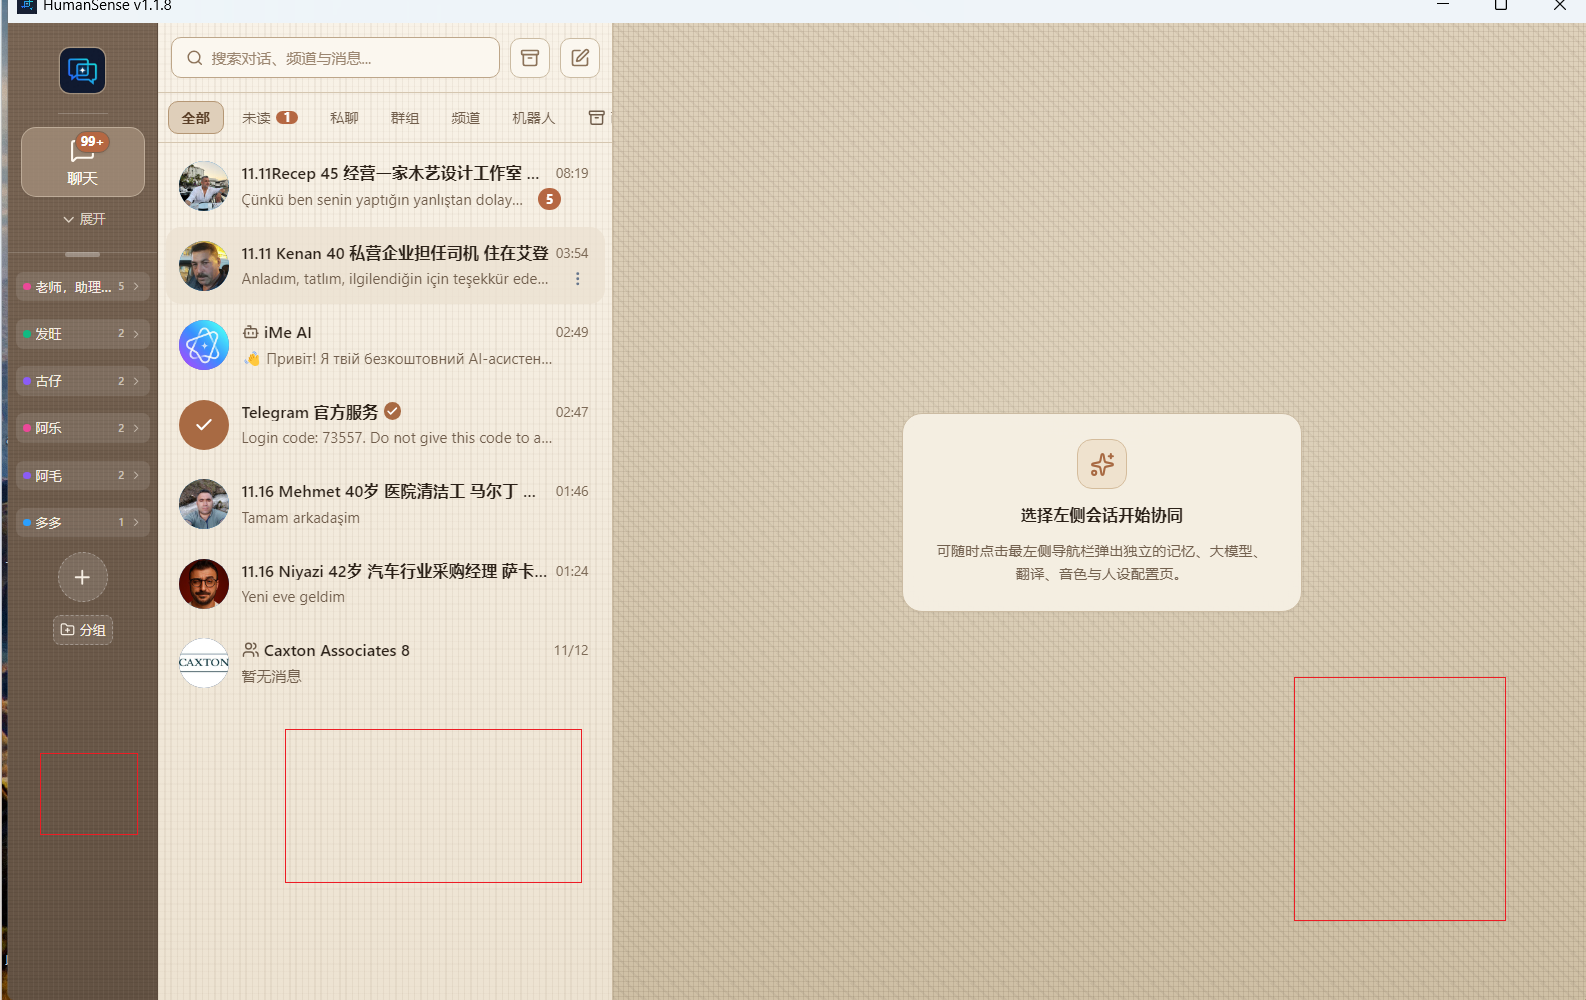 HumanSense v1.1.8
搜索对话、频道与消息...
99+
聊天
展开
老师，助理... 5
发旺 2
古仔 2
阿乐 2
阿毛 2
多多 1
分组
全部 未读 1 私聊 群组 频道 机器人
11.11Recep 45 经营一家木艺设计工作室 ... 08:19
Çünkü ben senin yaptığın yanlıştan dolay... 5
11.11 Kenan 40 私营企业担任司机 住在艾登 03:54
Anladım, tatlım, ilgilendiğin için teşekkür ede...
iMe AI 02:49
👋 Привіт! Я твій безкоштовний AI-асистен...
Telegram 官方服务 02:47
Login code: 73557. Do not give this code to a...
11.16 Mehmet 40岁 医院清洁工 马尔丁 ... 01:46
Tamam arkadaşim
11.16 Niyazi 42岁 汽车行业采购经理 萨卡... 01:24
Yeni eve geldim
CAXTON
Caxton Associates 8 11/12
暂无消息
选择左侧会话开始协同
可随时点击最左侧导航栏弹出独立的记忆、大模型、
翻译、音色与人设配置页。